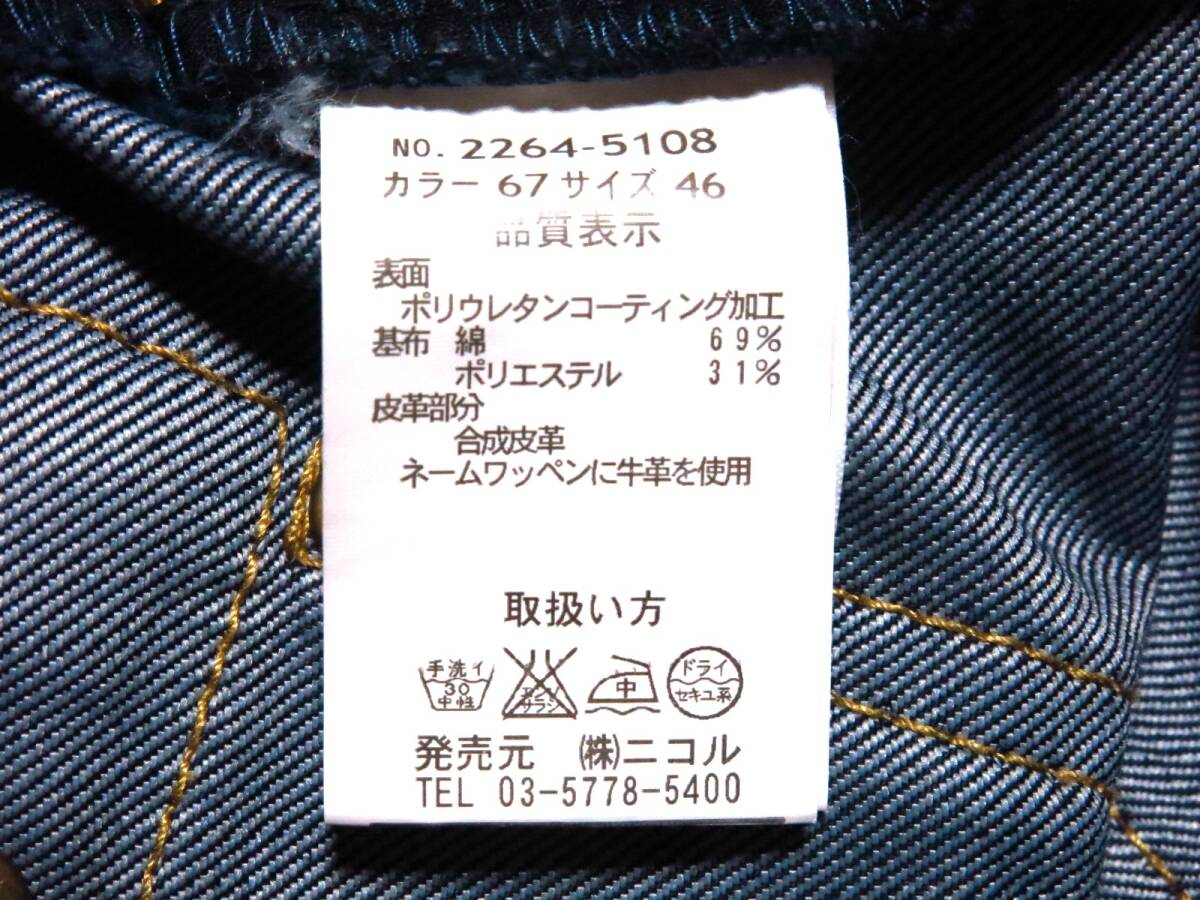 NO. 2264-5108
カラー 67 サイズ 46
品質表示
表面
ポリウレタンコーティング加工
基布 綿 69%
ポリエステル 31%
皮革部分
合成皮革
ネームワッペンに牛革を使用
取扱い方
手洗イ 30 中性
エンソ サラシ
中
ドライ セキユ系
発売元 ㈱ニコル
TEL 03-5778-5400